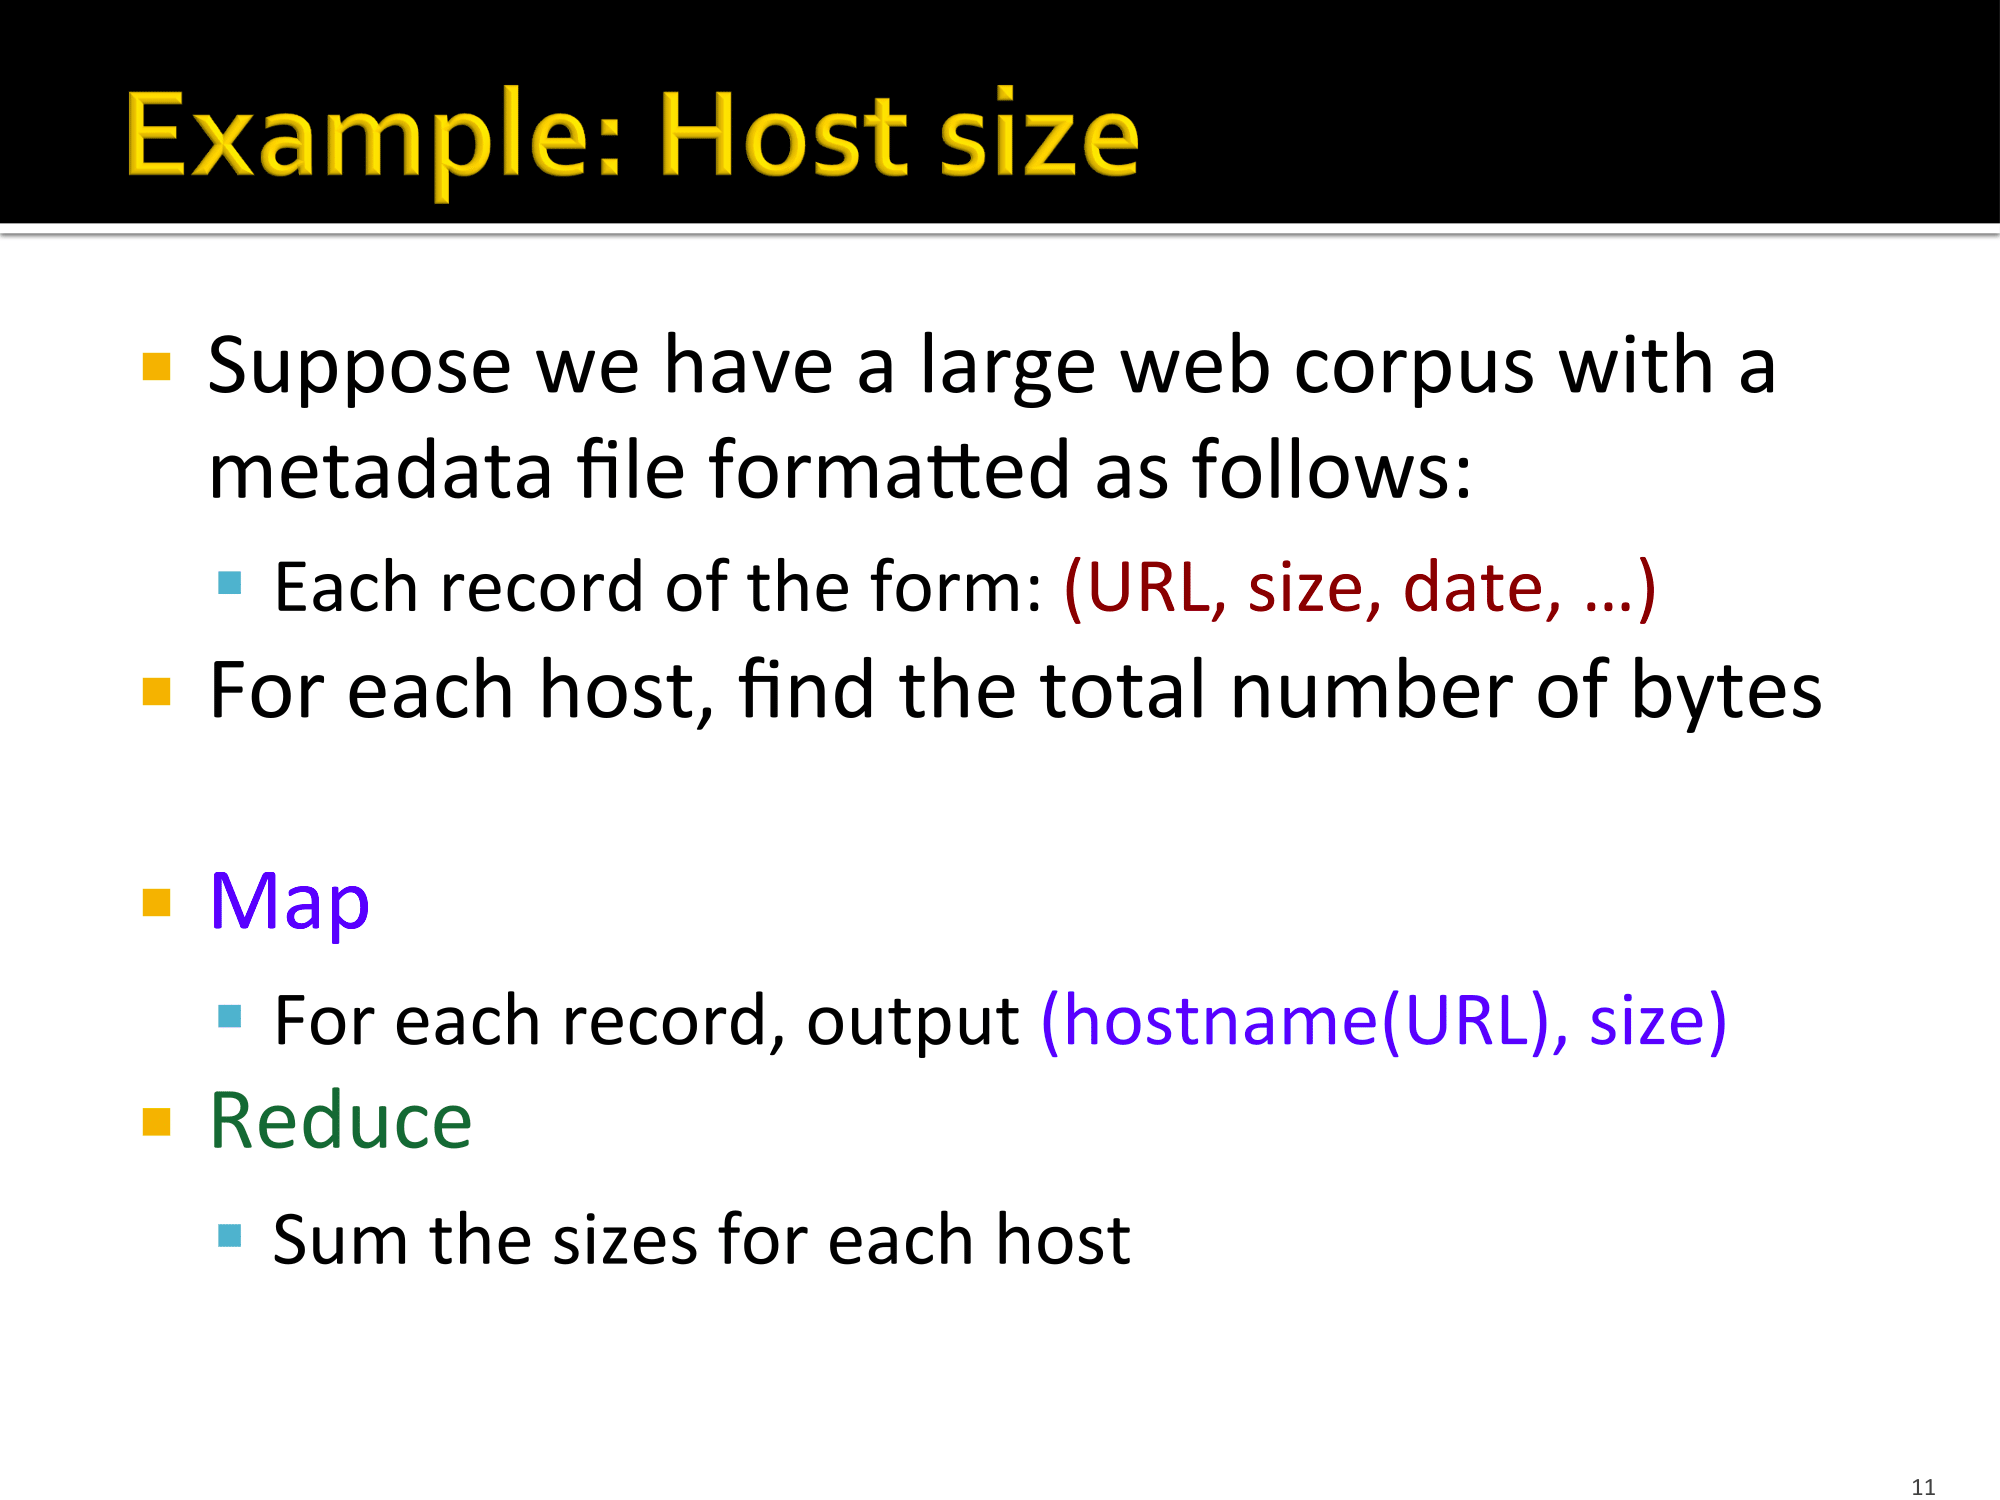 Example: Host size
Suppose we have a large web corpus with a
metadata file formatted as follows:
Each record of the form: (URL, size, date, …)
For each host, find the total number of bytes
Map
For each record, output (hostname(URL), size)
Reduce
Sum the sizes for each host
11